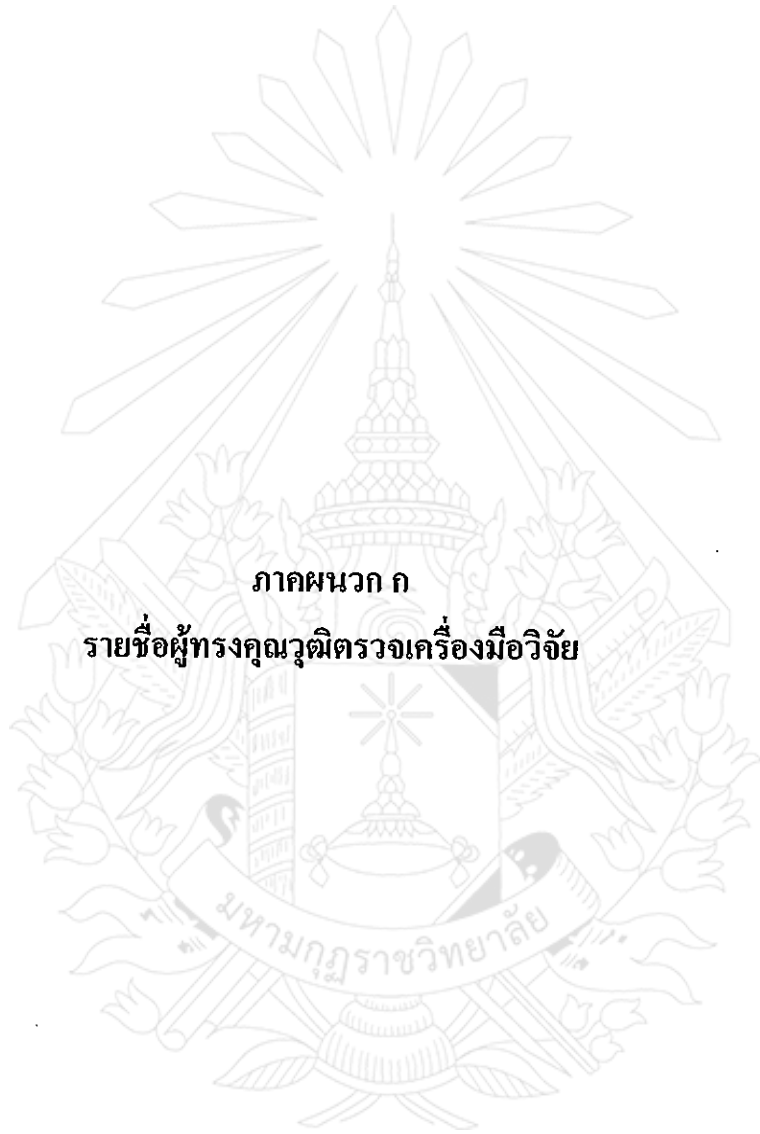 ภาคผนวก ค
รายชื่อผู้ทรงคุณวุฒิตรวจเครื่องมือวิจัย
มหามกุฏราชวิทยาลัย